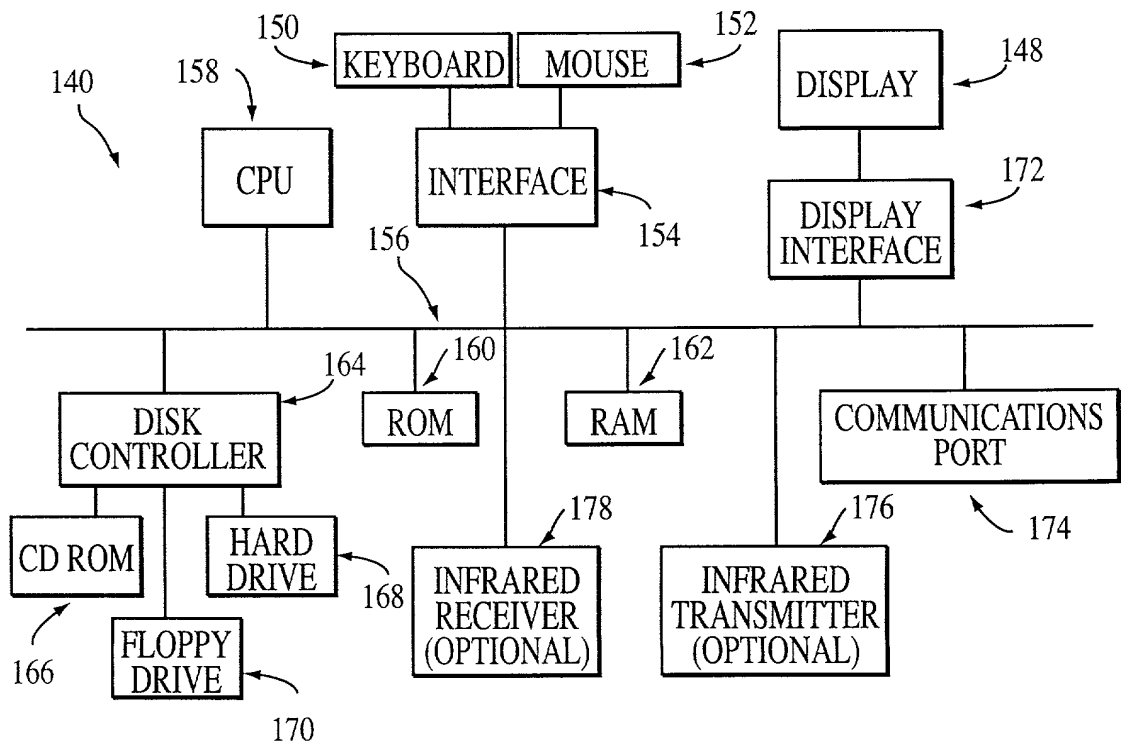 150
KEYBOARD
MOUSE
152
158
140
CPU
INTERFACE
154
DISPLAY
148
172
DISPLAY
INTERFACE
156
164
160
162
DISK
CONTROLLER
ROM
RAM
COMMUNICATIONS
PORT
174
CD ROM
166
HARD
DRIVE
168
FLOPPY
DRIVE
170
178
INFRARED
RECEIVER
(OPTIONAL)
176
INFRARED
TRANSMITTER
(OPTIONAL)